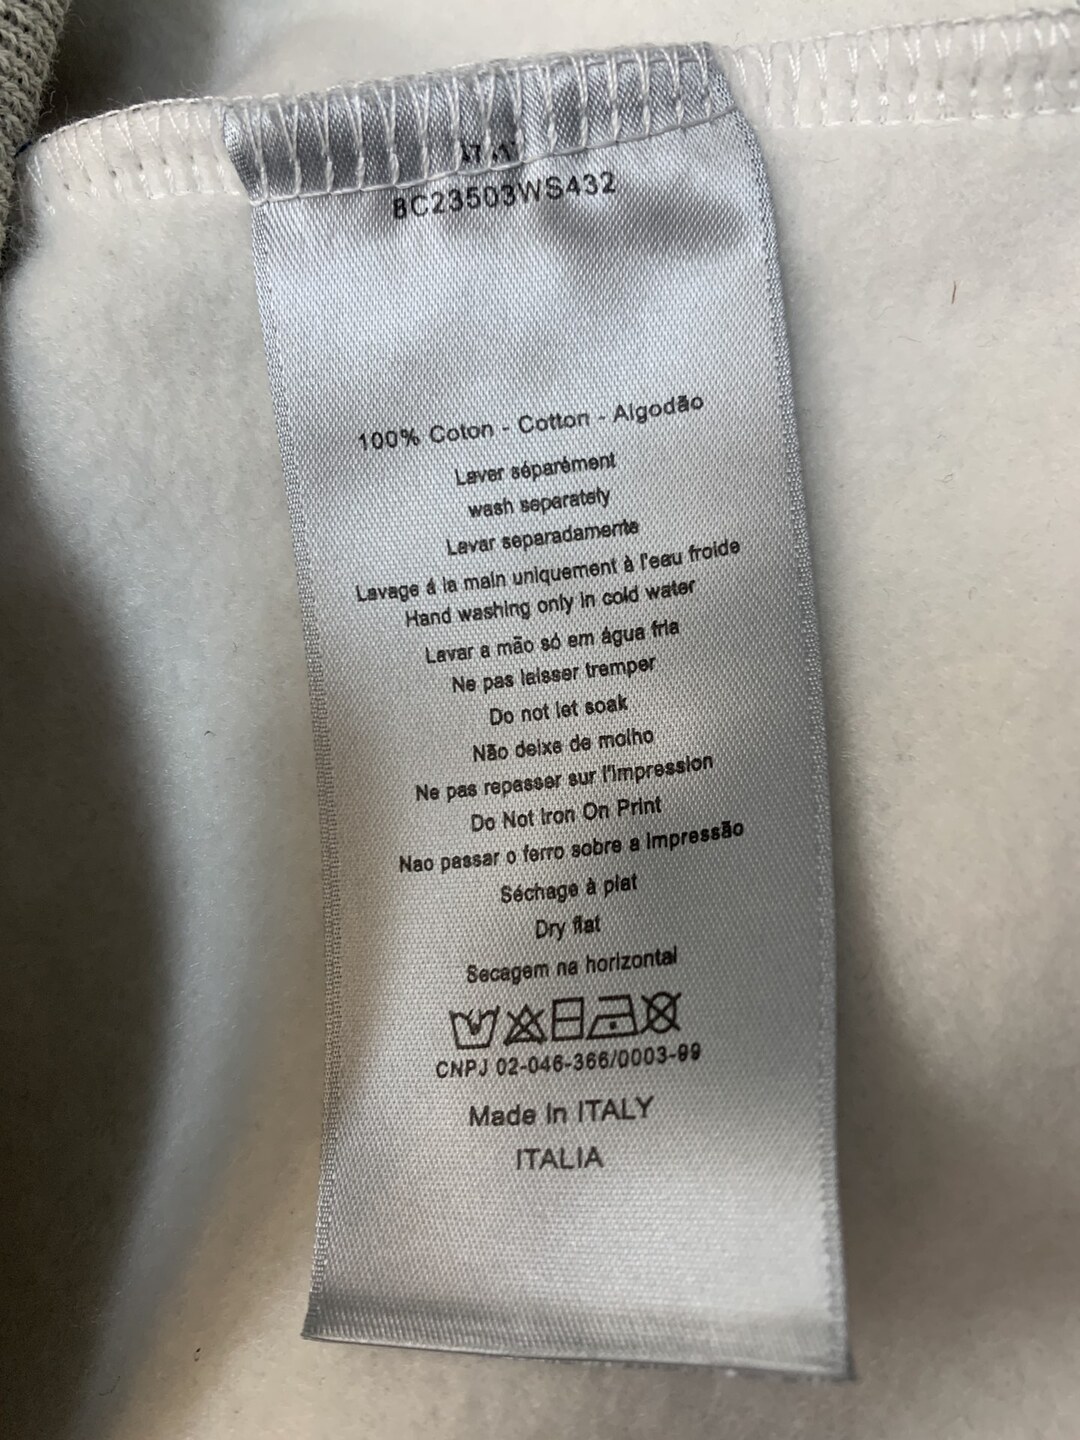 8C23503WS432
100% Coton - Cotton - Algodão
Laver séparément
wash separately
Lavar separadamente
Lavage á la main uniquement à l'eau froide
Hand washing only in cold water
Lavar a mão só em água fria
Ne pas laisser tremper
Do not let soak
Não deixe de molho
Ne pas repasser sur l'impression
Do Not Iron On Print
Nao passar o ferro sobre a impressão
Séchage à plat
Dry flat
Secagem na horizontal
CNPJ 02-046-366/0003-99
Made In ITALY
ITALIA